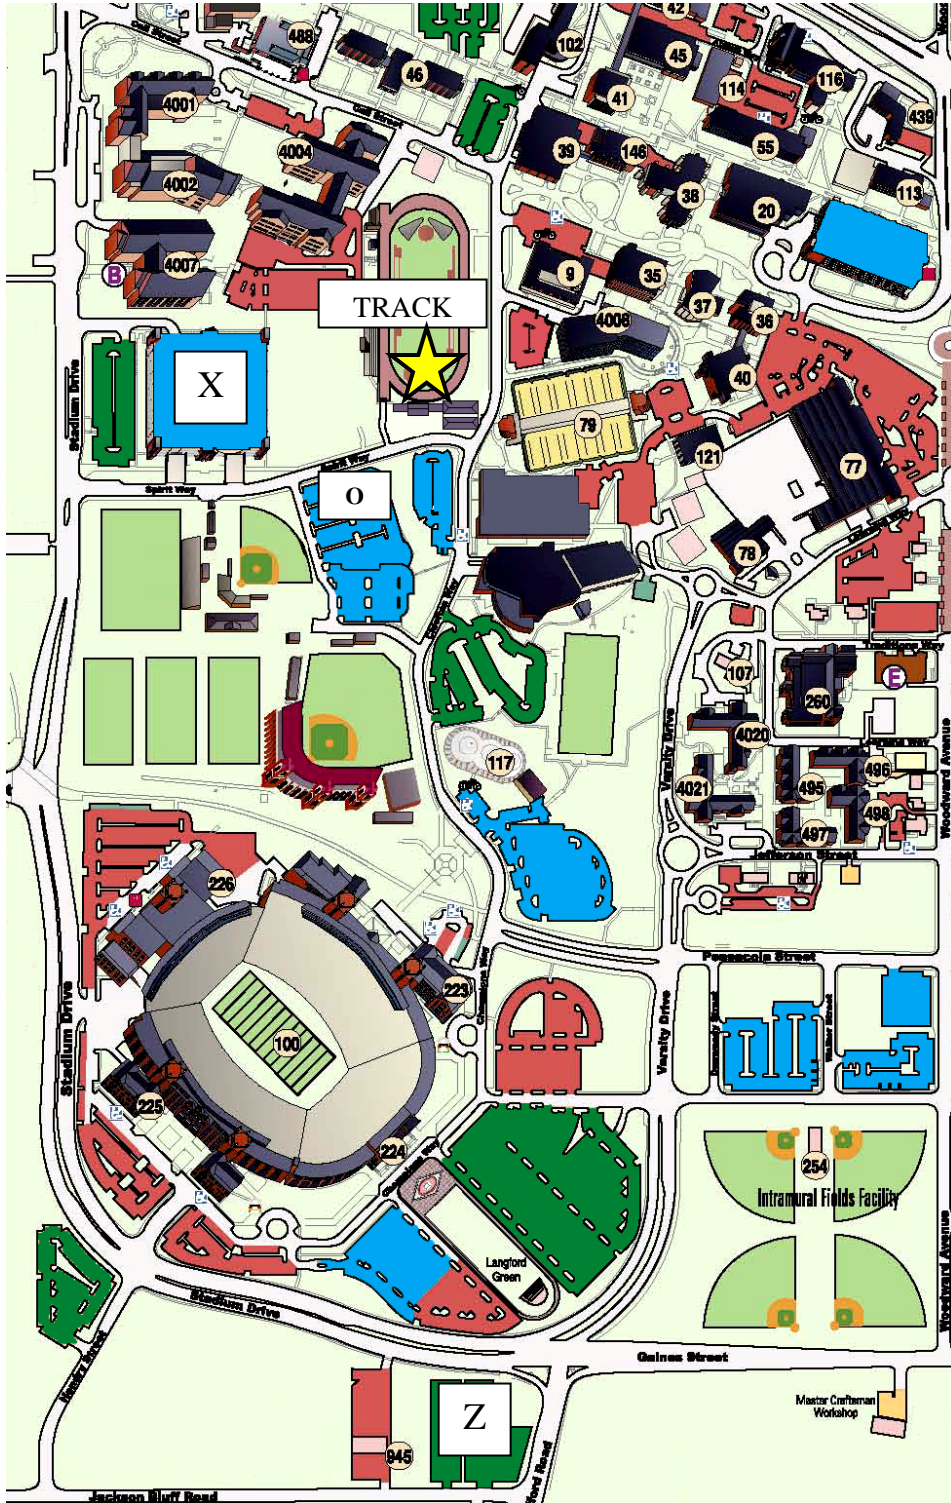 42
488
102
45
46
116
114
4001
41
439
Call Street
55
4004
39
146
4002
38
113
20
4007
9
35
B
37
TRACK
4008
36
X
40
Stadium Drive
79
121
77
Spirit Way
Spirit Way
O
78
Traditions Way
107
E
260
4020
Varsity Drive
117
496
4021
495
498
497
Jefferson Street
226
Pensacola Street
223
Champions Way
Stadium Drive
100
Varsity Drive
225
224
254
Intramural Fields Facility
Champions Way
Woodward Avenue
Langford
Green
Stadium Drive
Gaines Street
Master Craftsman
Workshop
Z
945
Jackson Bluff Road